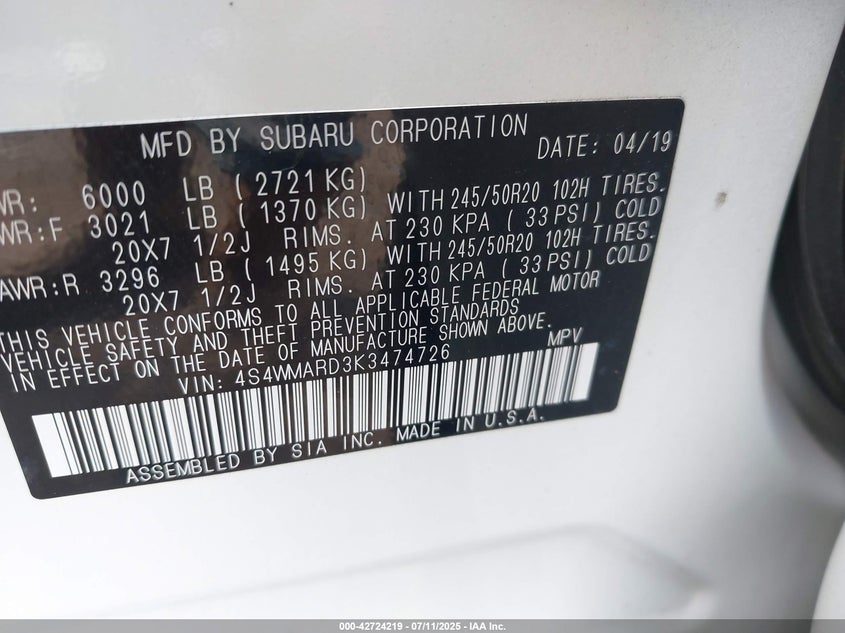 MFD BY SUBARU CORPORATION DATE: 04/19
WR: 6000 LB ( 2721 KG)
WR:F 3021 LB ( 1370 KG) WITH 245/50R20 102H TIRES.
20X7 1/2J RIMS. AT 230 KPA ( 33 PSI) COLD
AWR:R 3296 LB ( 1495 KG) WITH 245/50R20 102H TIRES.
20X7 1/2J RIMS. AT 230 KPA ( 33 PSI) COLD
THIS VEHICLE CONFORMS TO ALL APPLICABLE FEDERAL MOTOR
VEHICLE SAFETY AND THEFT PREVENTION STANDARDS
IN EFFECT ON THE DATE OF MANUFACTURE SHOWN ABOVE.
VIN: 4S4WMARD3K3474726 MPV
ASSEMBLED BY SIA INC. MADE IN U.S.A.
000-42724219 - 07/11/2025 - IAA Inc.